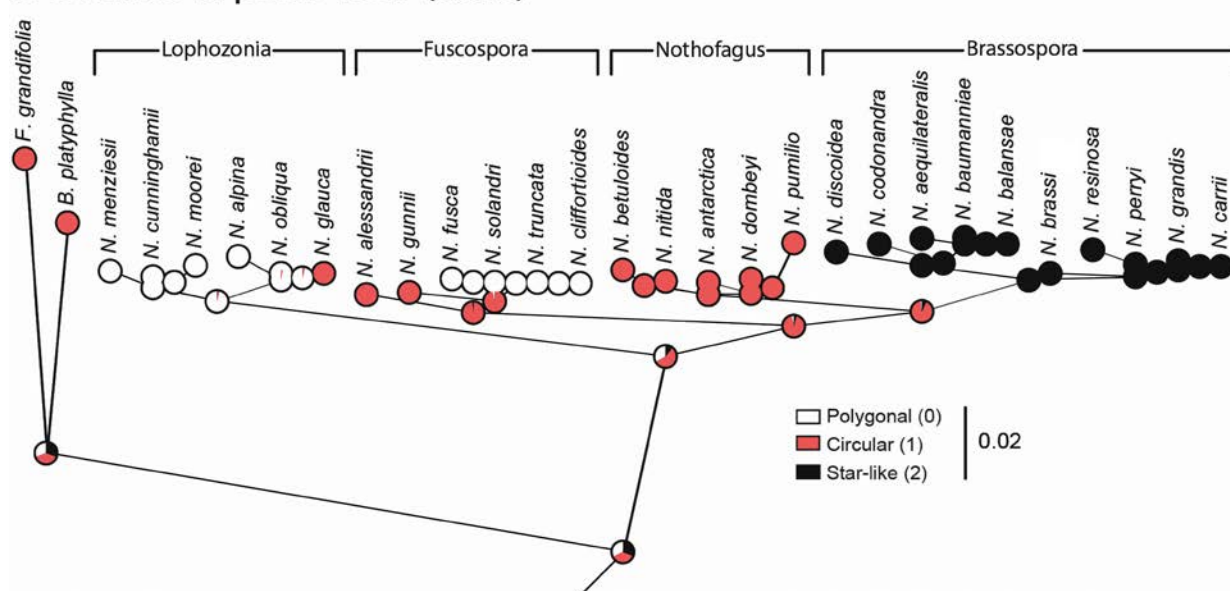 Lophozonia
Fuscospora
Nothofagus
Brassospora
F. grandifolia
B. platyphylla
N. menziesii
N. cunninghamii
N. moorei
N. alpina
N. obliqua
N. glauca
N. alessandrii
N. gunnii
N. fusca
N. solandri
N. truncata
N. cliffortioides
N. betuloides
N. nitida
N. antarctica
N. dombeyi
N. pumilio
N. discoidea
N. codonandra
N. aequilateralis
N. baumanniae
N. balansae
N. brassi
N. resinosa
N. perryi
N. grandis
N. carrii
Polygonal (0)
Circular (1)
Star-like (2)
0.02